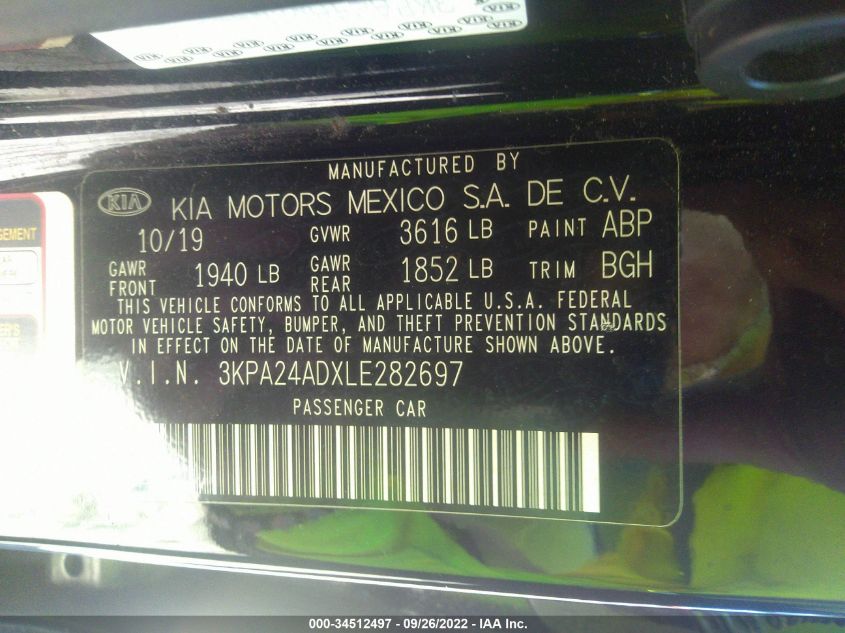 MANUFACTURED BY
KIA KIA MOTORS MEXICO S.A. DE C.V.
10/19 GVWR 3616 LB PAINT ABP
GAWR FRONT 1940 LB GAWR REAR 1852 LB TRIM BGH
THIS VEHICLE CONFORMS TO ALL APPLICABLE U.S.A. FEDERAL
MOTOR VEHICLE SAFETY, BUMPER, AND THEFT PREVENTION STANDARDS
IN EFFECT ON THE DATE OF MANUFACTURE SHOWN ABOVE.
V.I.N. 3KPA24ADXLE282697
PASSENGER CAR
000-34512497 - 09/26/2022 - IAA Inc.